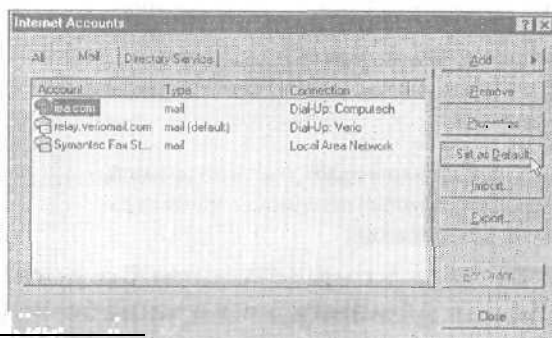 Internet Accounts
All Mail Directory Service
Add
Account Type Connection
Remove
iea.com mail Dial-Up: Computech
Properties
relay.veriomail.com mail (default) Dial-Up: Verio
Symantec Fax St... mail Local Area Network
Set as Default
Import...
Export...
Set Order...
Close